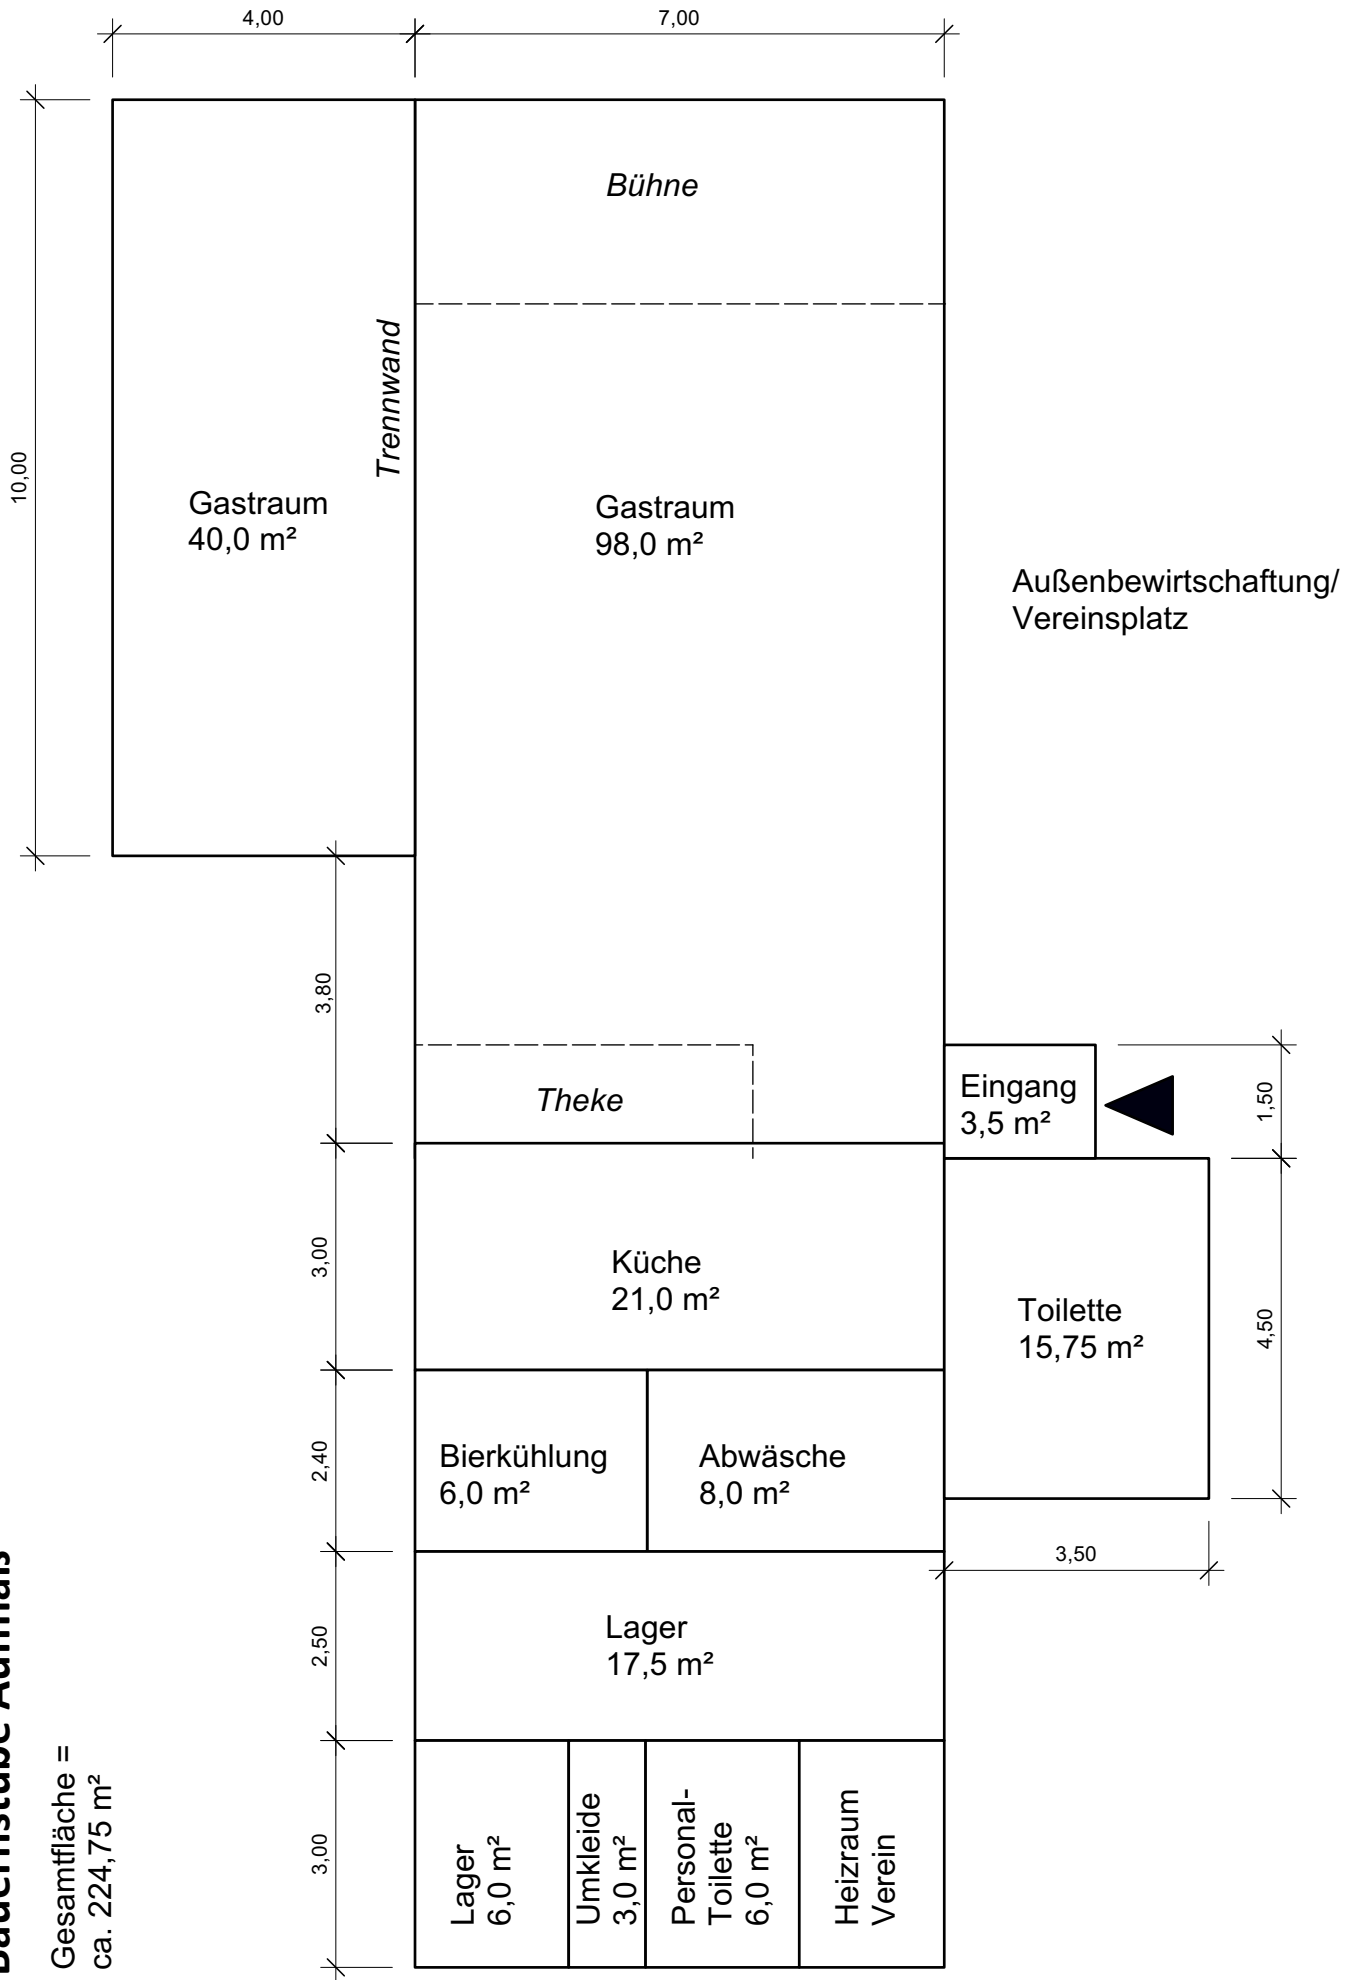 4,00
7,00
Bühne
Trennwand
10,00
Gastraum
40,0 m²
Gastraum
98,0 m²
Außenbewirtschaftung/
Vereinsplatz
3,80
Theke
Eingang
3,5 m²
1,50
3,00
Küche
21,0 m²
Toilette
15,75 m²
4,50
2,40
Bierkühlung
6,0 m²
Abwäsche
8,0 m²
3,50
2,50
Lager
17,5 m²
3,00
Lager
6,0 m²
Umkleide
3,0 m²
Personal-
Toilette
6,0 m²
Heizraum
Verein
Gesamtfläche =
ca. 224,75 m²